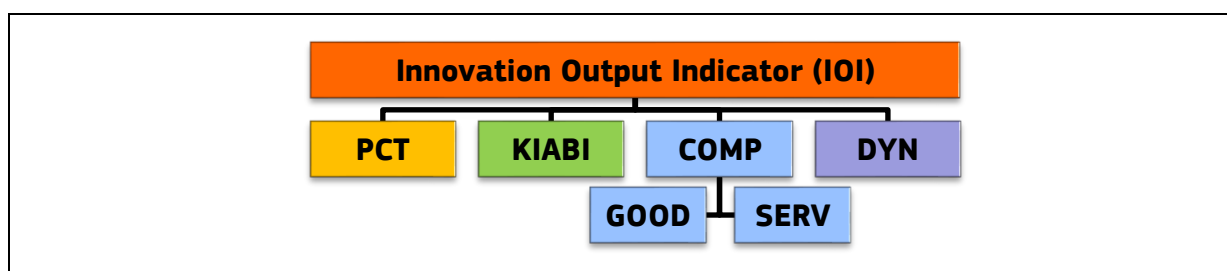 Innovation Output Indicator (IOI)
PCT KIABI COMP DYN
GOOD SERV